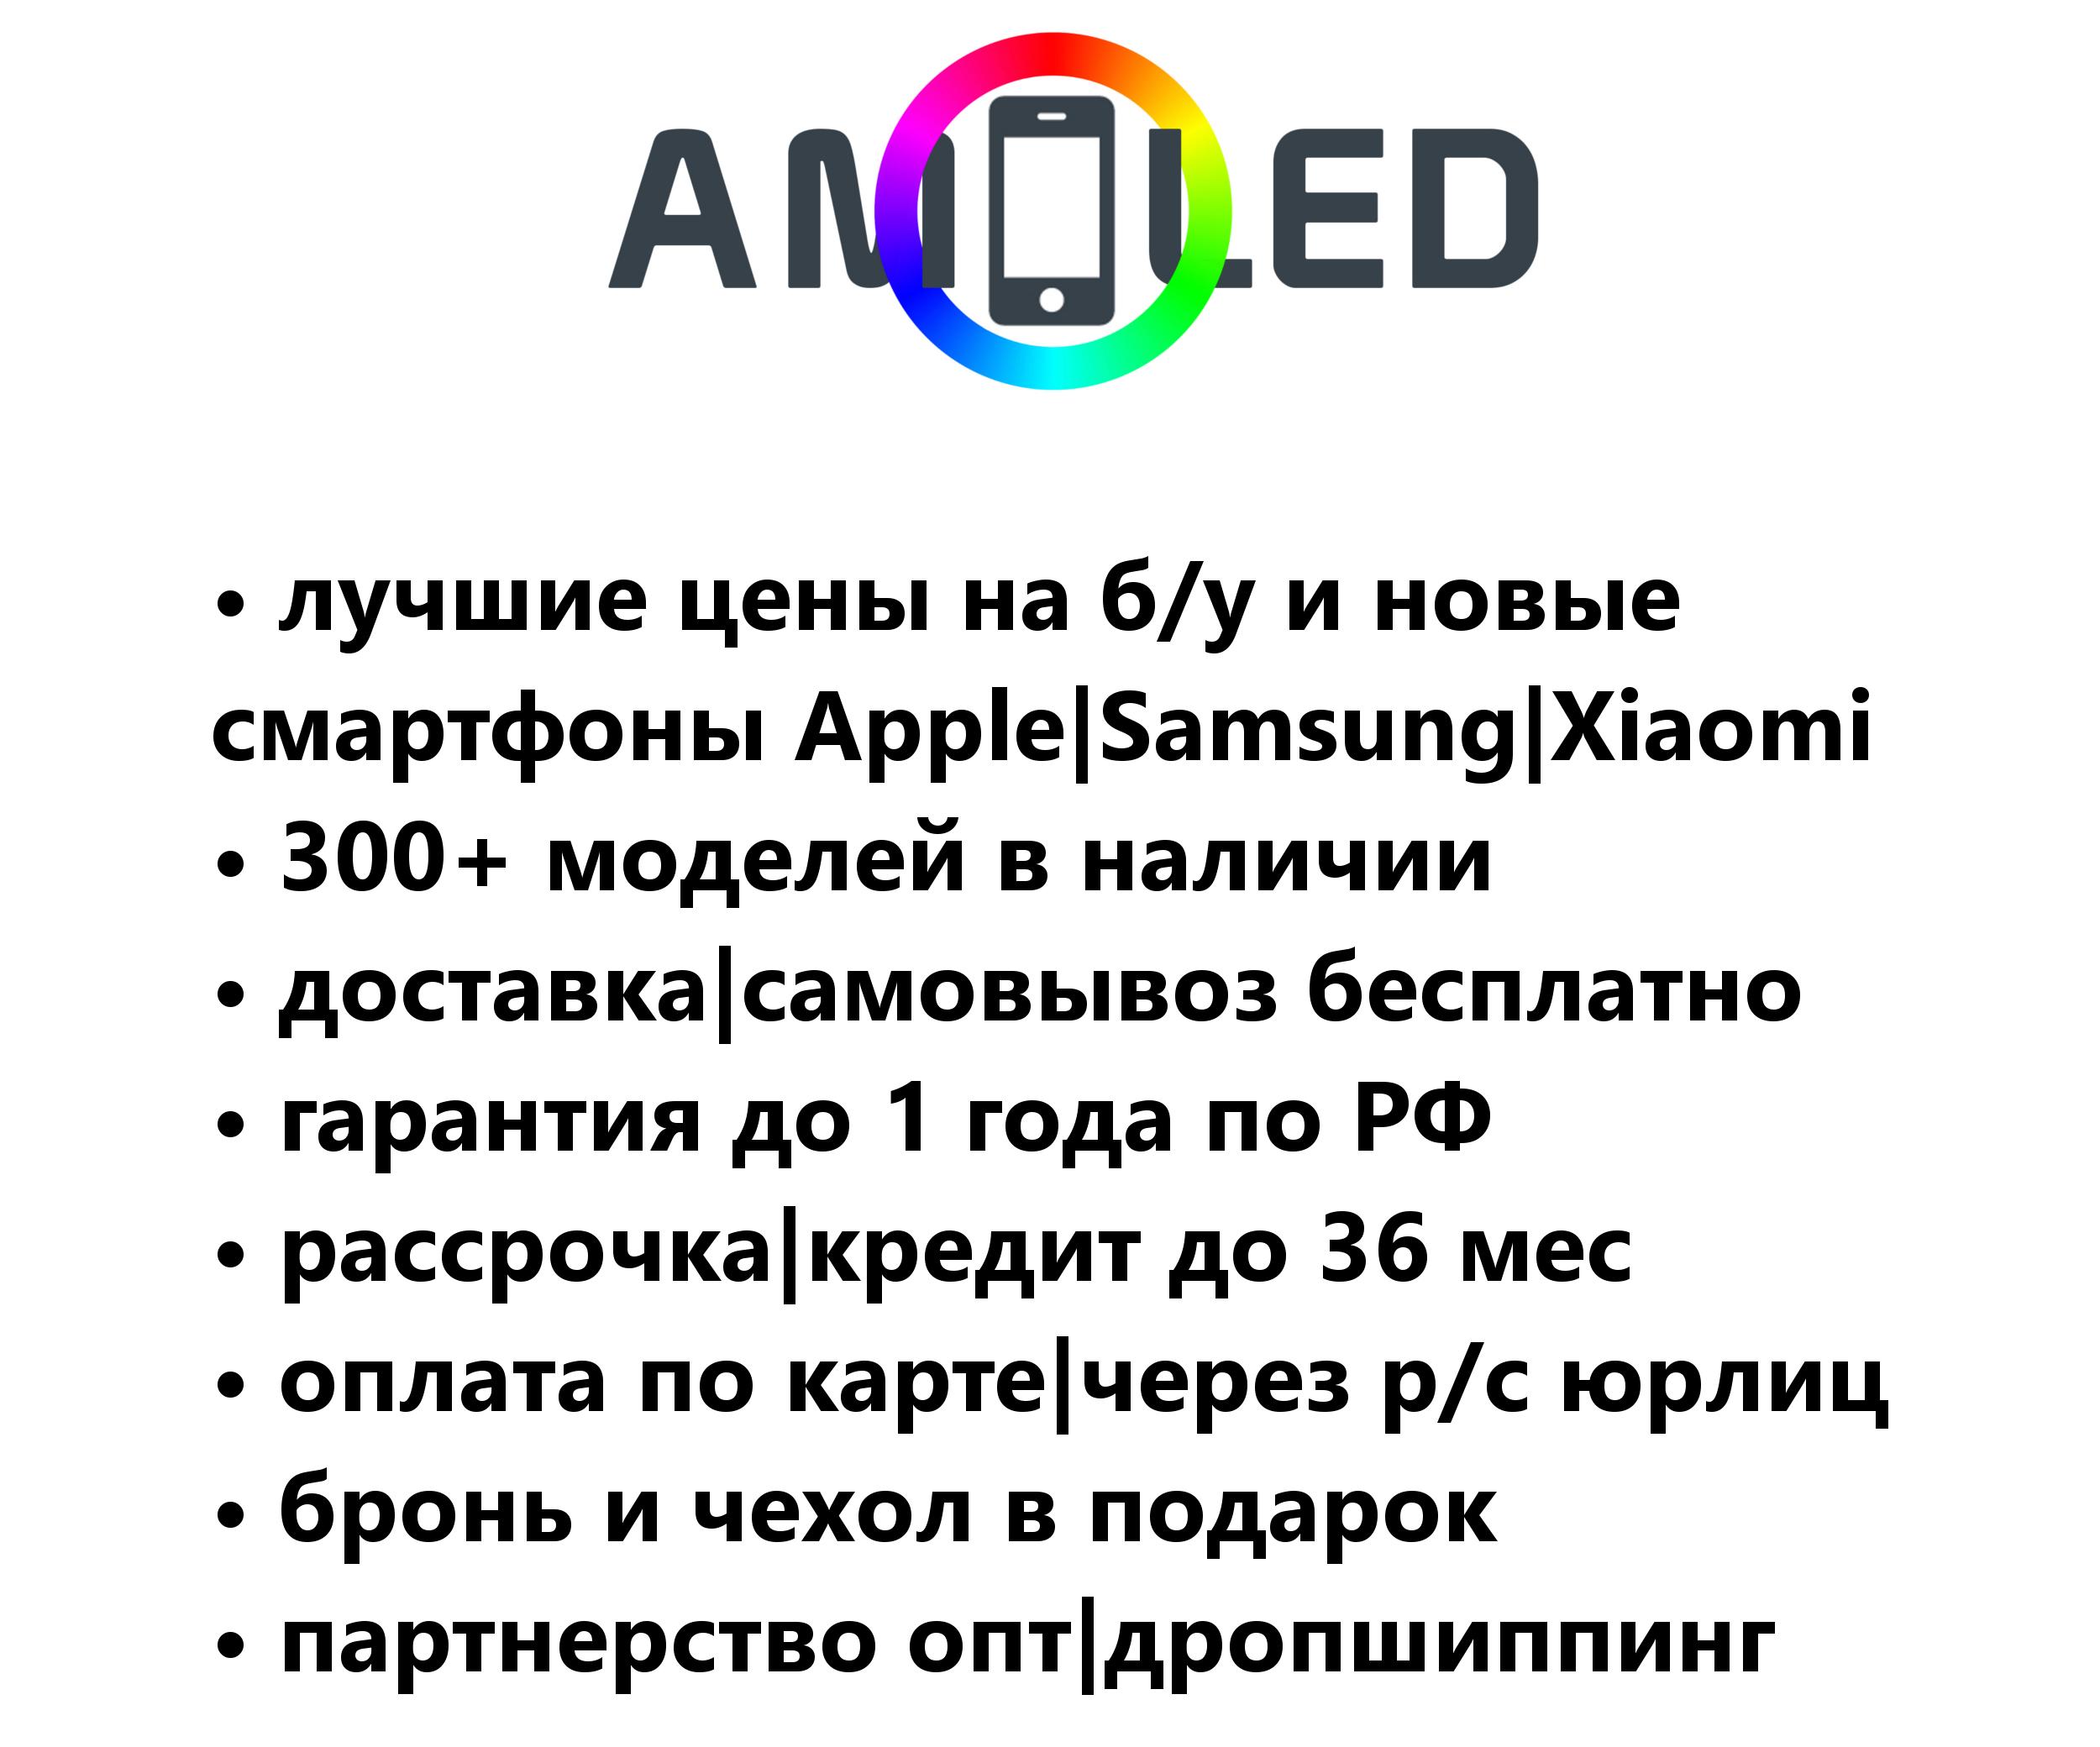 AMOLED
• лучшие цены на б/у и новые
смартфоны Apple|Samsung|Xiaomi
• 300+ моделей в наличии
• доставка|самовывоз бесплатно
• гарантия до 1 года по РФ
• рассрочка|кредит до 36 мес
• оплата по карте|через р/с юрлиц
• бронь и чехол в подарок
• партнерство опт|дропшиппинг